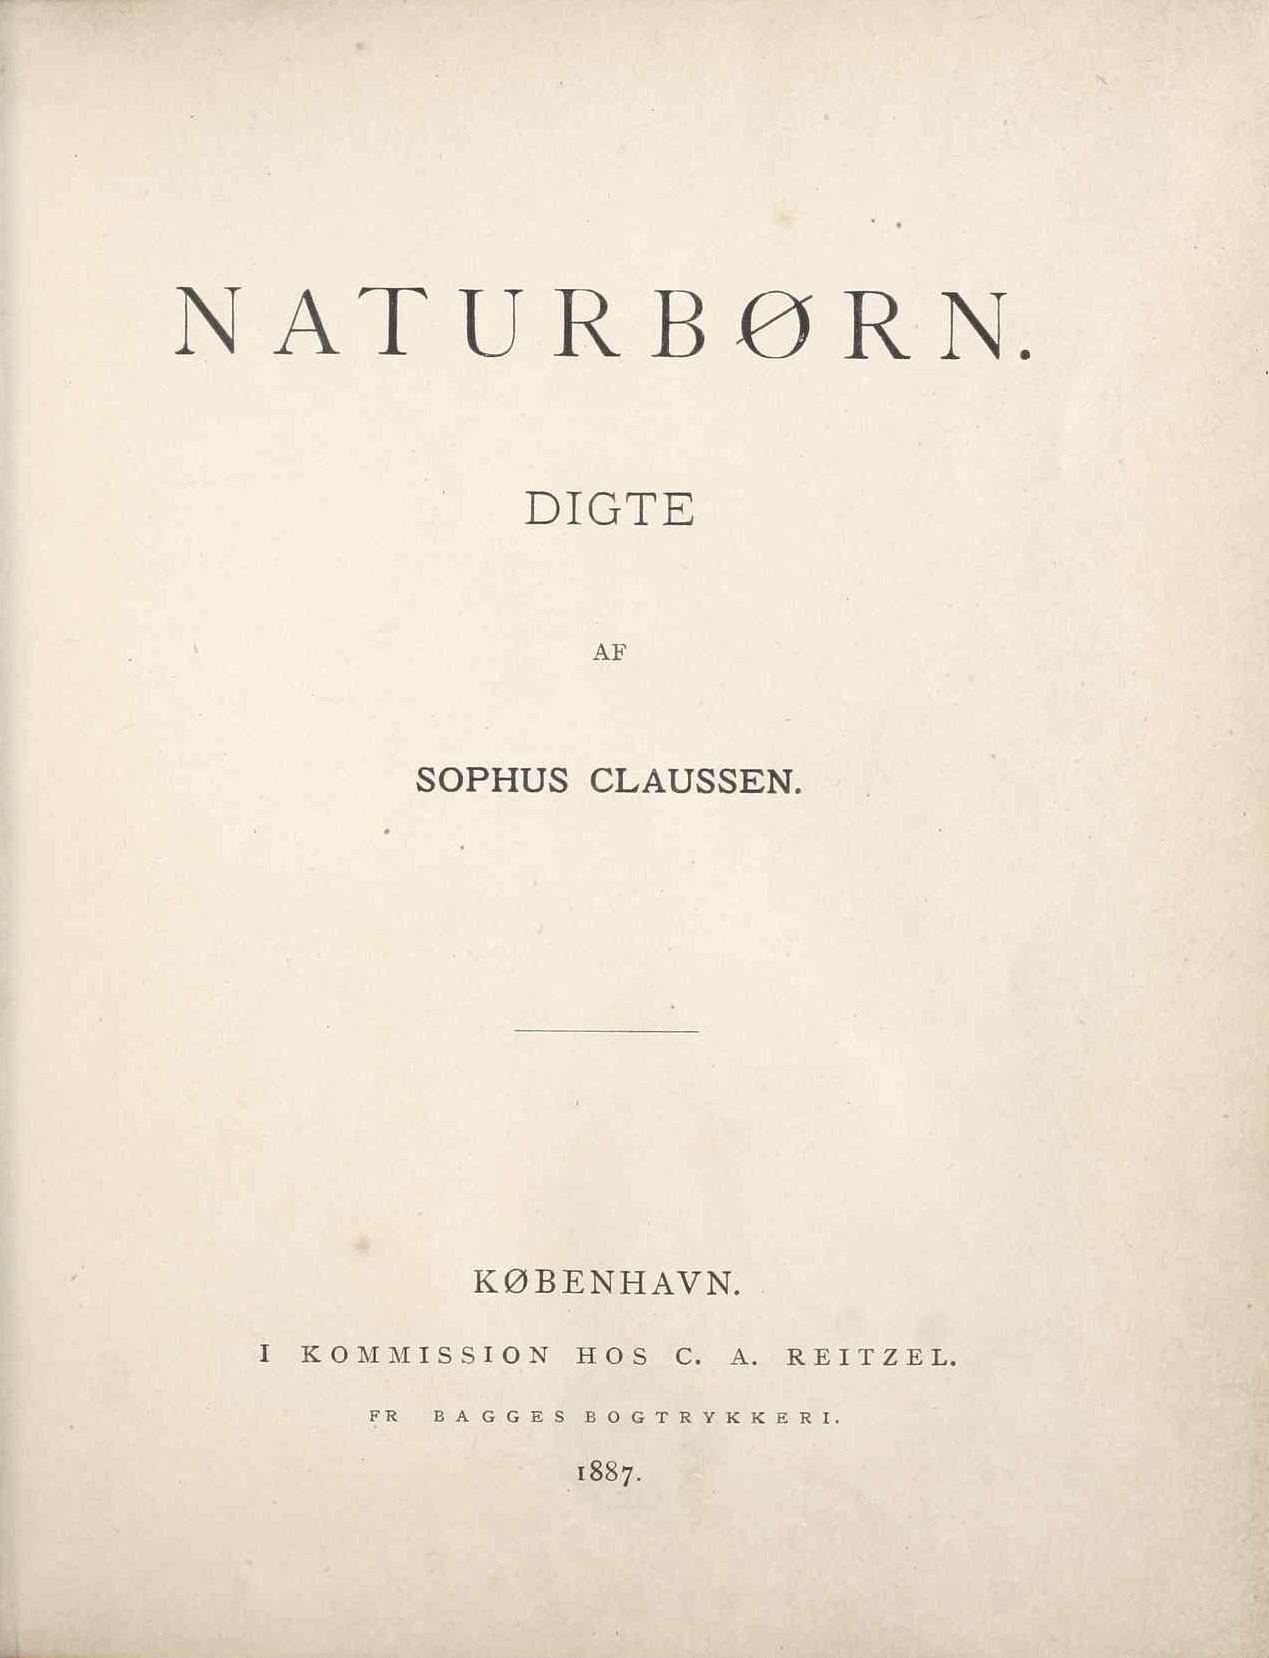 NATURBØRN.
DIGTE
AF
SOPHUS CLAUSSEN.
KØBENHAVN.
I KOMMISSION HOS C. A. REITZEL.
FR BAGGES BOGTRYKKERI.
1887.